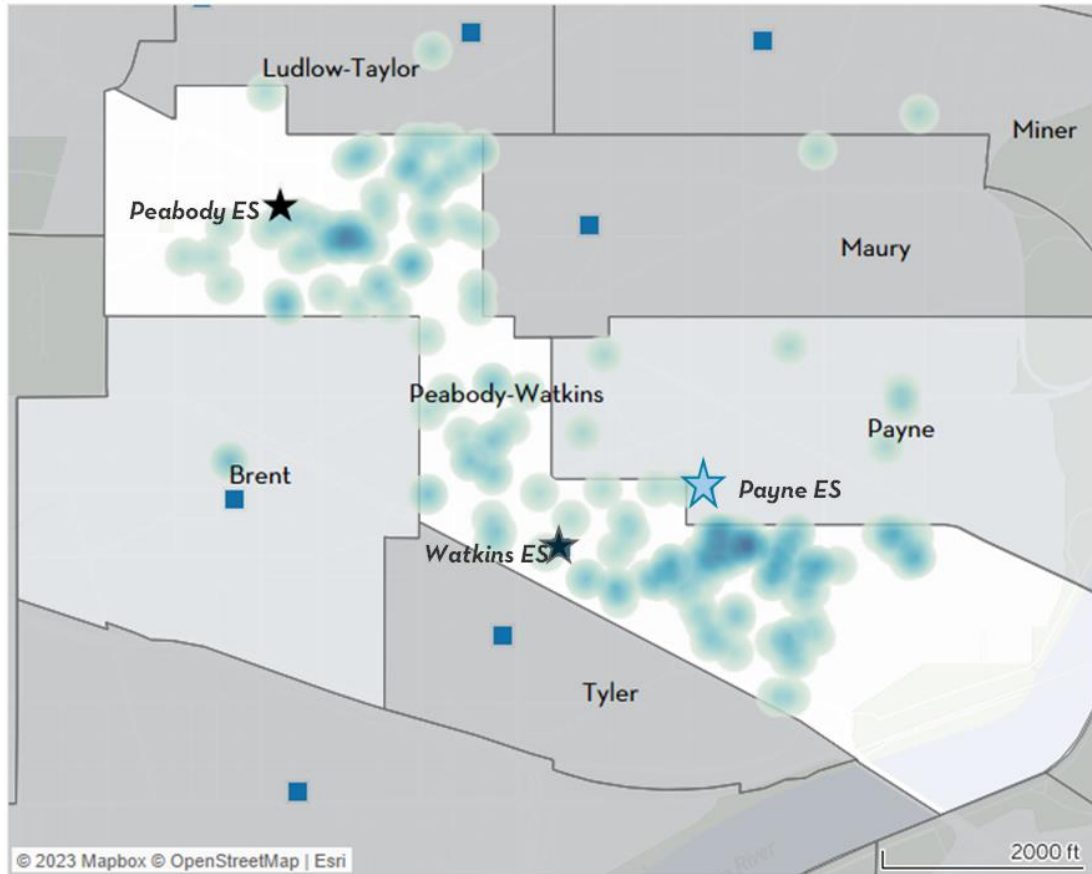 Ludlow-Taylor
Miner
Peabody ES
Maury
Peabody-Watkins
Payne
Brent
Payne ES
Watkins ES
Tyler
© 2023 Mapbox © OpenStreetMap | Esri
River
2000 ft